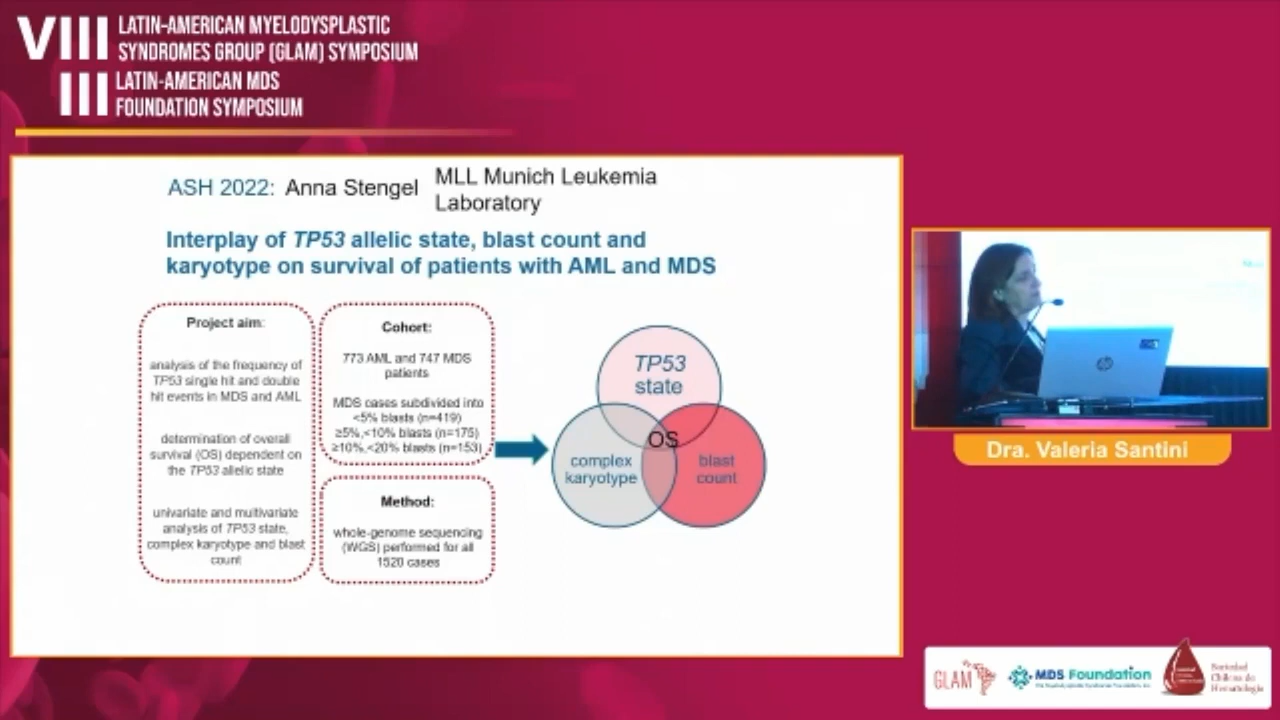 VIII LATIN-AMERICAN MYELODYSPLASTIC
SYNDROMES GROUP (GLAM) SYMPOSIUM
III LATIN-AMERICAN MDS
FOUNDATION SYMPOSIUM
ASH 2022: Anna Stengel
MLL Munich Leukemia
Laboratory
Interplay of TP53 allelic state, blast count and
karyotype on survival of patients with AML and MDS
Project aim:
analysis of the frequency of
TP53 single hit and double
hit events in MDS and AML
determination of overall
survival (OS) dependent on
the TP53 allelic state
univariate and multivariate
analysis of TP53 state,
complex karyotype and blast
count
Cohort:
773 AML and 747 MDS
patients
MDS cases subdivided into
<5% blasts (n=419)
≥5%,<10% blasts (n=175)
≥10%,<20% blasts (n=153)
Method:
whole-genome sequencing
(WGS) performed for all
1520 cases
TP53
state
OS
complex
karyotype
blast
count
hp
Dra. Valeria Santini
GLAM
MDS Foundation
Sociedad
Chilena de
Hematología